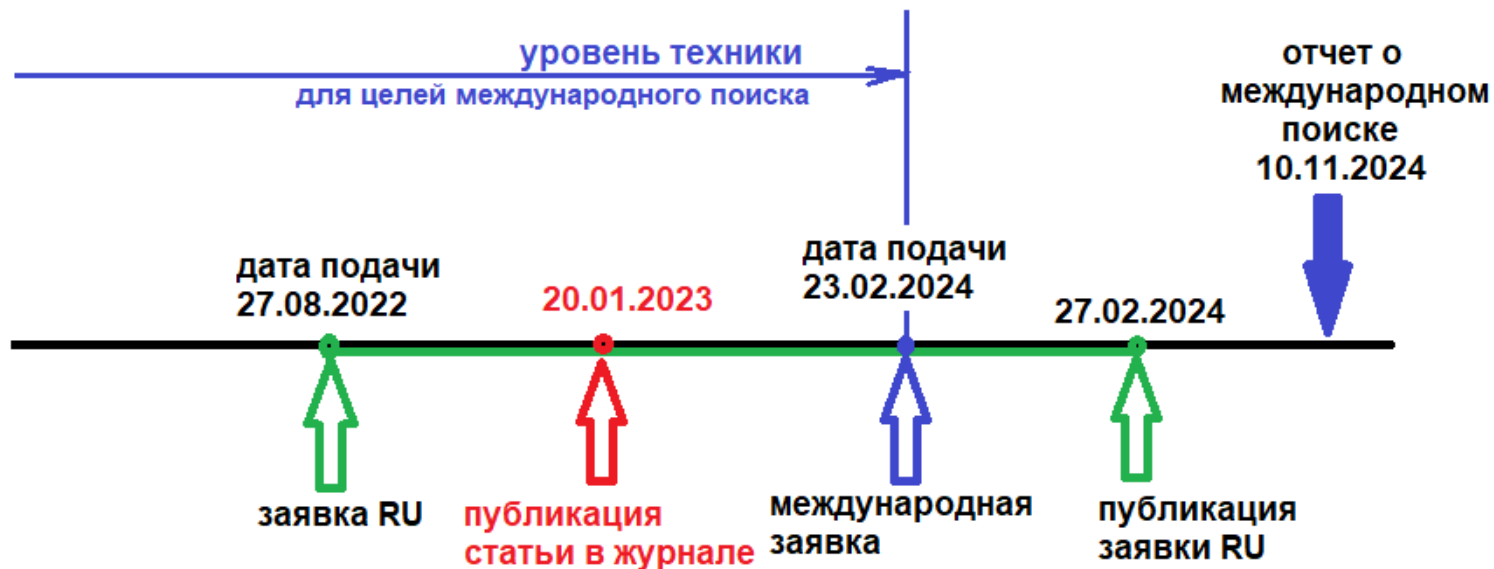 уровень техники
для целей международного поиска
отчет о
международном
поиске
10.11.2024
дата подачи
27.08.2022
20.01.2023
дата подачи
23.02.2024
27.02.2024
заявка RU
публикация
статьи в журнале
международная
заявка
публикация
заявки RU